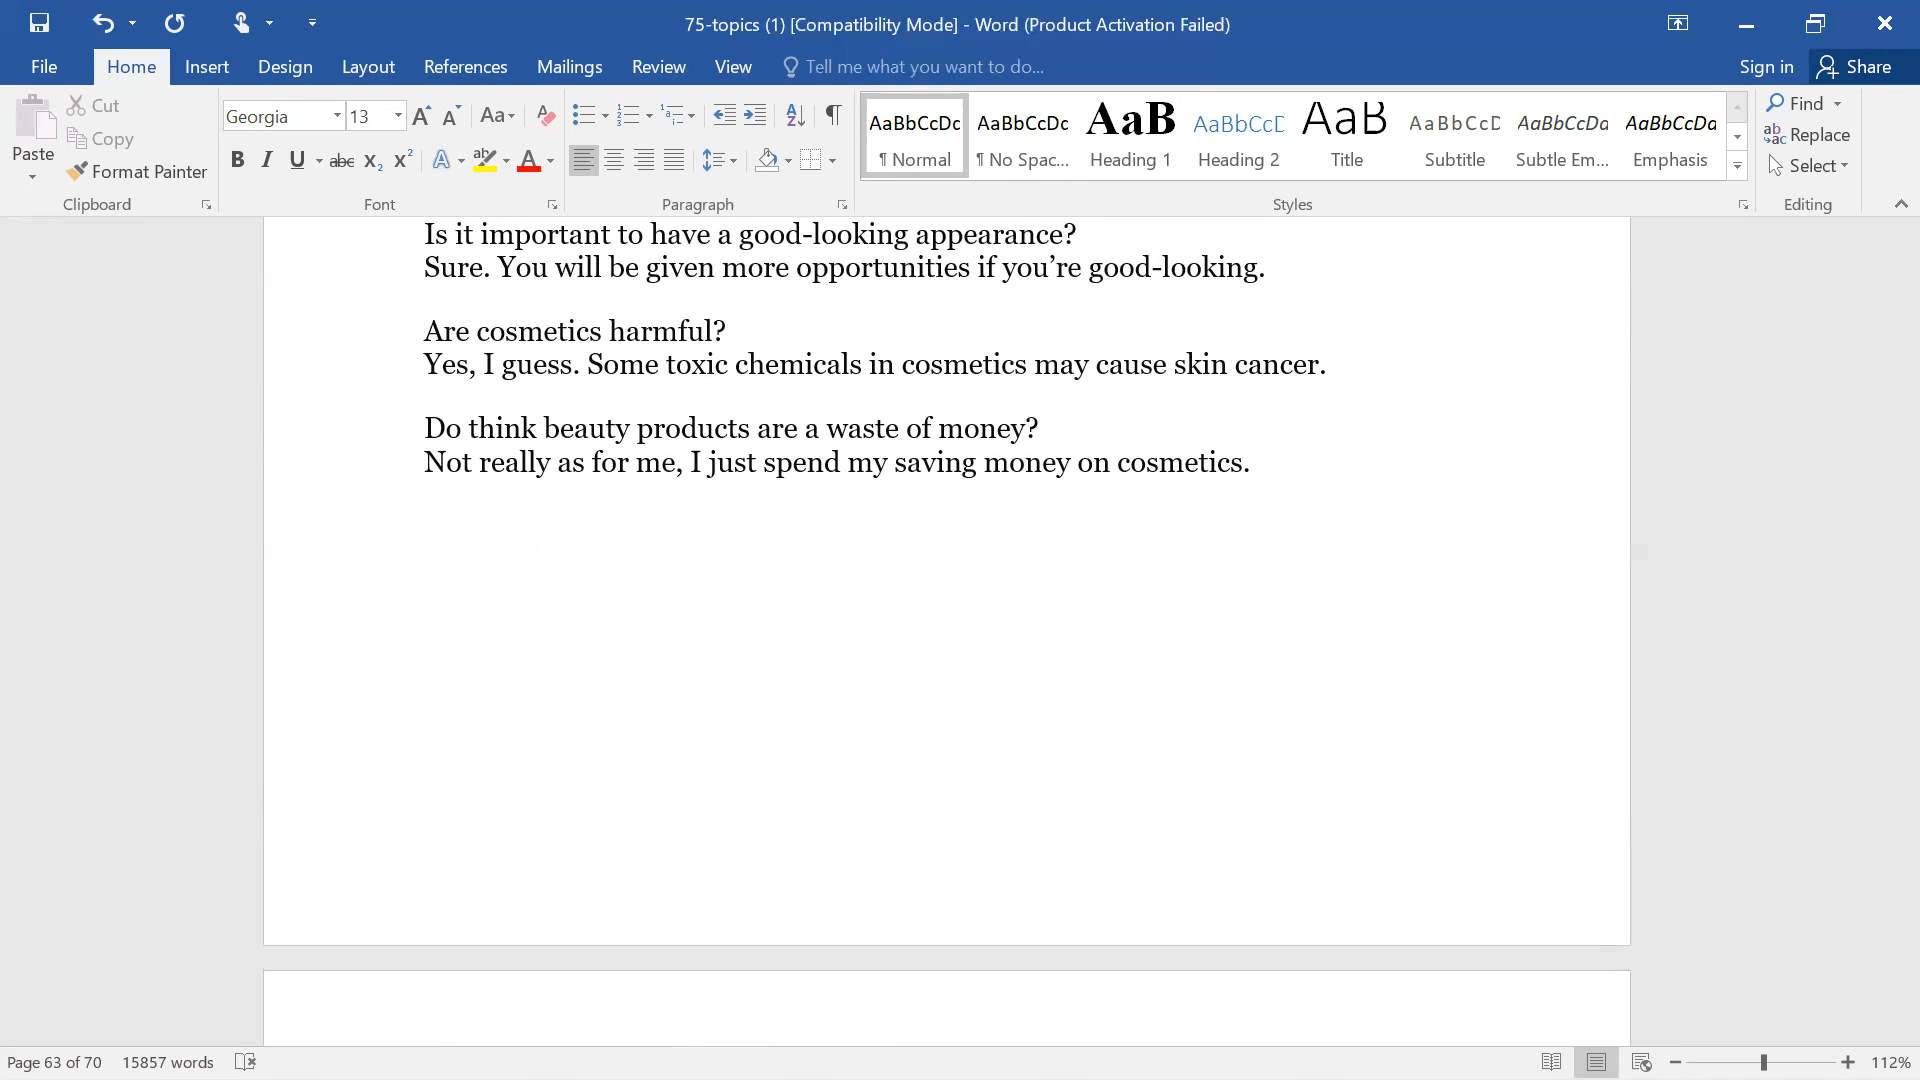 75-topics (1) [Compatibility Mode] - Word (Product Activation Failed)
File Home Insert Design Layout References Mailings Review View Tell me what you want to do... Sign in Share
Paste Cut Copy Format Painter
Georgia 13
AaBbCcDc AaBbCcDc AaB AaBbCcD AaB AaBbCcD AaBbCcDa AaBbCcDa
¶ Normal ¶ No Spac... Heading 1 Heading 2 Title Subtitle Subtle Em... Emphasis
Find Replace Select
Clipboard Font Paragraph Styles Editing
Is it important to have a good-looking appearance?
Sure. You will be given more opportunities if you’re good-looking.
Are cosmetics harmful?
Yes, I guess. Some toxic chemicals in cosmetics may cause skin cancer.
Do think beauty products are a waste of money?
Not really as for me, I just spend my saving money on cosmetics.
Page 63 of 70 15857 words 112%